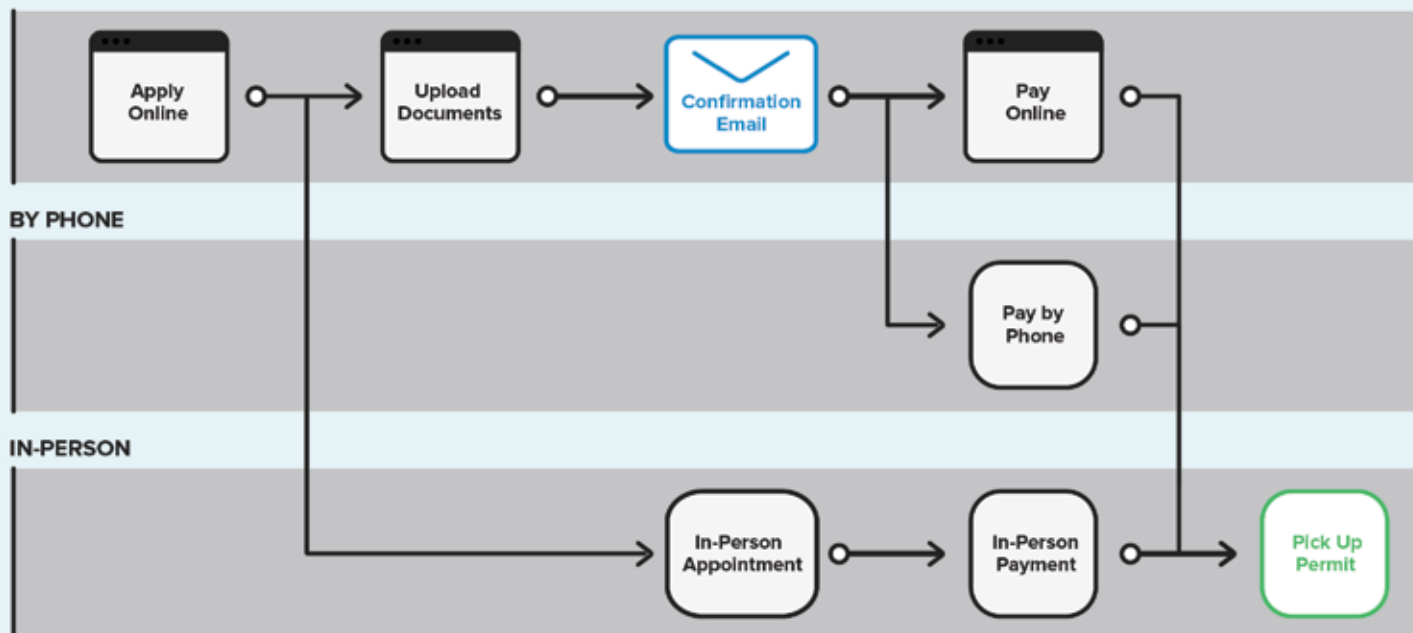 Apply
Online
Upload
Documents
Confirmation
Email
Pay
Online
BY PHONE
Pay by
Phone
IN-PERSON
In-Person
Appointment
In-Person
Payment
Pick Up
Permit